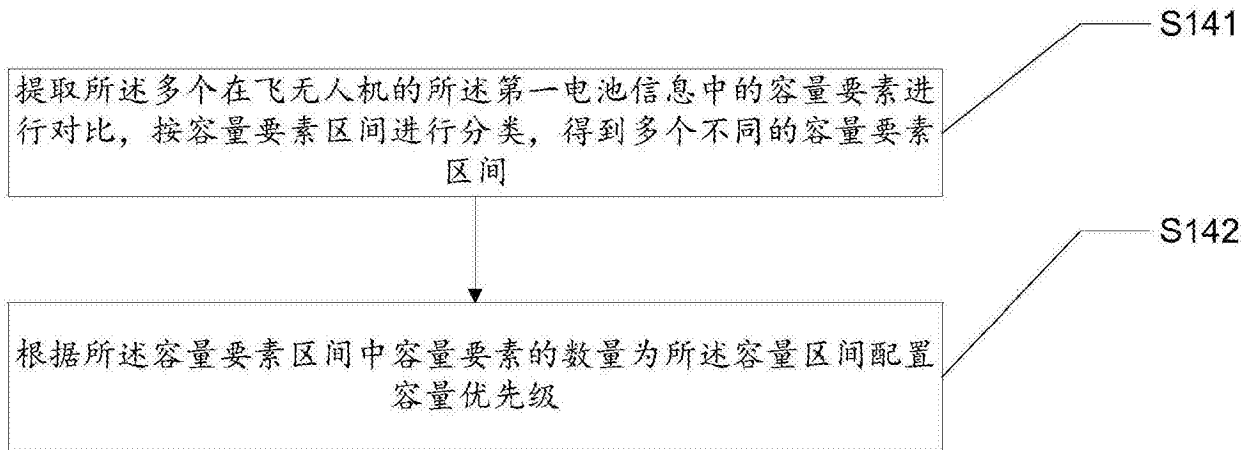 S141
提取所述多个在飞无人机的所述第一电池信息中的容量要素进
行对比，按容量要素区间进行分类，得到多个不同的容量要素
区间
S142
根据所述容量要素区间中容量要素的数量为所述容量区间配置
容量优先级